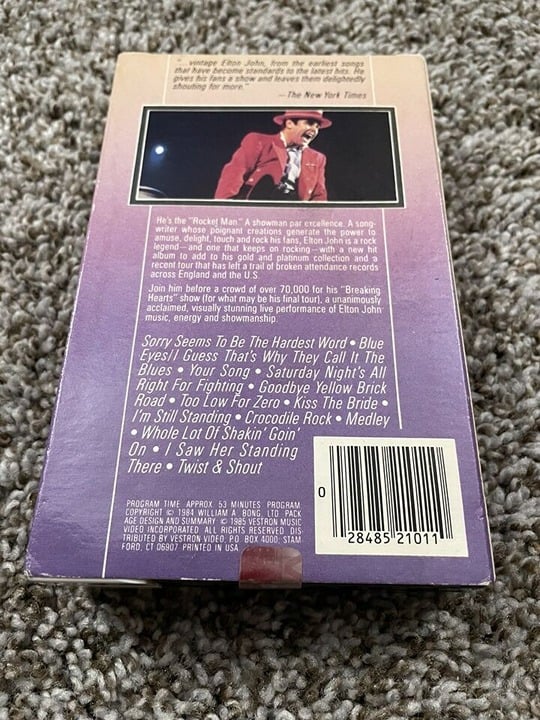 "...vintage Elton John, from the earliest songs
that have become standards to the latest hits. He
gives his fans a show and leaves them delightedly
shouting for more."
—The New York Times
He's the "Rocket Man." A showman par excellence. A song-
writer whose poignant creations generate the power to
amuse, delight, touch and rock his fans, Elton John is a rock
legend—and one that keeps on rocking—with a new hit
album to add to his gold and platinum collection and a
recent tour that has left a trail of broken attendance records
across England and the U.S.
Join him before a crowd of over 70,000 for his "Breaking
Hearts" show (for what may be his final tour), a unanimously
acclaimed, visually stunning live performance of Elton John
music, energy and showmanship.
Sorry Seems To Be The Hardest Word • Blue
Eyes/I Guess That's Why They Call It The
Blues • Your Song • Saturday Night's All
Right For Fighting • Goodbye Yellow Brick
Road • Too Low For Zero • Kiss The Bride •
I'm Still Standing • Crocodile Rock • Medley
• Whole Lot Of Shakin' Goin'
On • I Saw Her Standing
There • Twist & Shout
PROGRAM TIME APPROX. 53 MINUTES PROGRAM
COPYRIGHT © 1984 WILLIAM A. BONG, LTD. PACK
AGE DESIGN AND SUMMARY © 1985 VESTRON MUSIC
VIDEO INCORPORATED. ALL RIGHTS RESERVED. DIS
TRIBUTED BY VESTRON VIDEO, P.O. BOX 4000, STAM
FORD, CT 06907 PRINTED IN USA
0
28485 21011